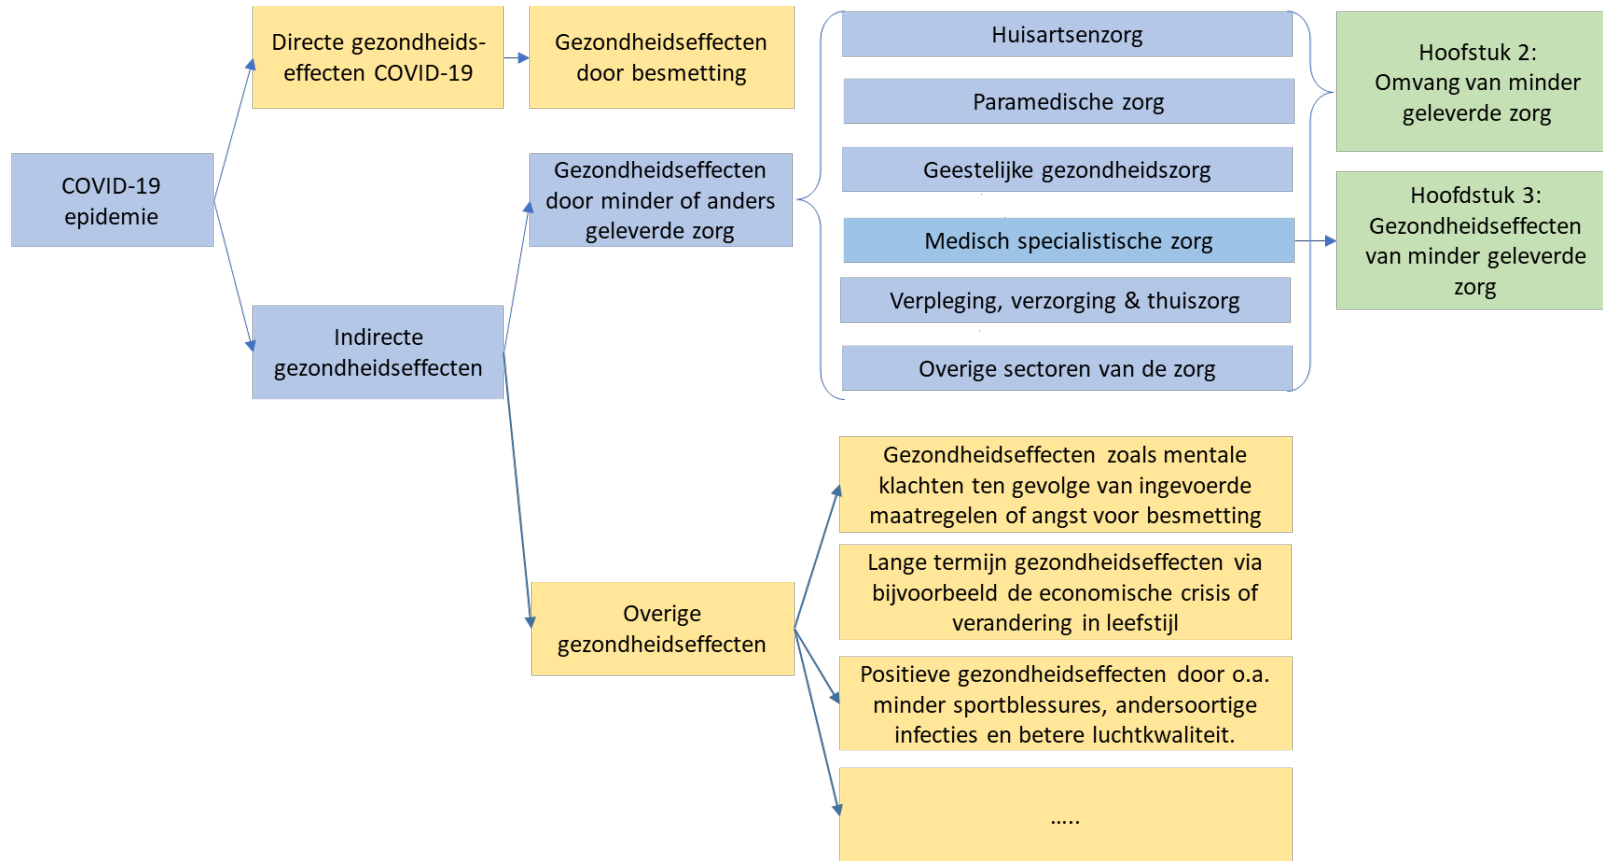 COVID-19
epidemie
Directe gezondheids-
effecten COVID-19
Gezondheidseffecten
door besmetting
Indirecte
gezondheidseffecten
Gezondheidseffecten
door minder of anders
geleverde zorg
Huisartsenzorg
Paramedische zorg
Geestelijke gezondheidszorg
Medisch specialistische zorg
Verpleging, verzorging & thuiszorg
Overige sectoren van de zorg
Hoofstuk 2:
Omvang van minder
geleverde zorg
Hoofdstuk 3:
Gezondheidseffecten
van minder geleverde
zorg
Overige
gezondheidseffecten
Gezondheidseffecten zoals mentale
klachten ten gevolge van ingevoerde
maatregelen of angst voor besmetting
Lange termijn gezondheidseffecten via
bijvoorbeeld de economische crisis of
verandering in leefstijl
Positieve gezondheidseffecten door o.a.
minder sportblessures, andersoortige
infecties en betere luchtkwaliteit.
.....